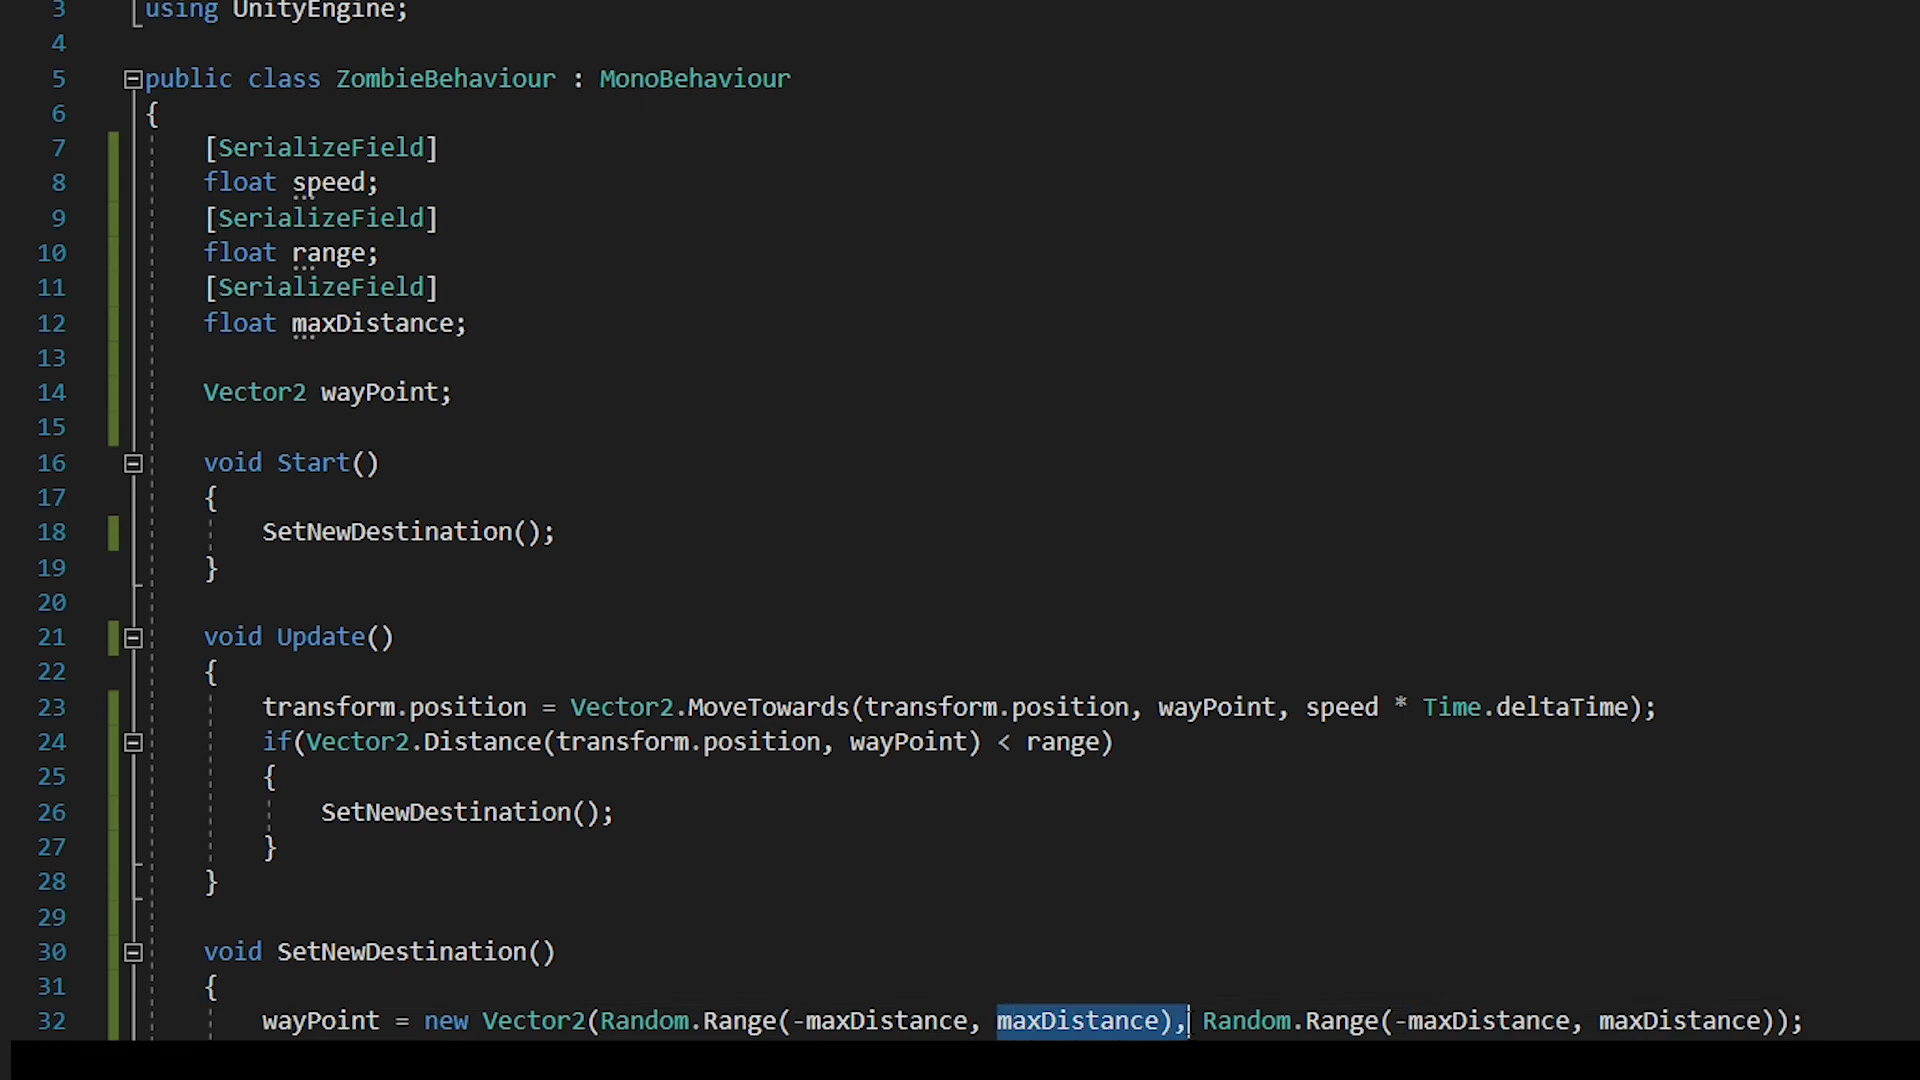 3 using UnityEngine;
4
5 public class ZombieBehaviour : MonoBehaviour
6 {
7 [SerializeField]
8 float speed;
9 [SerializeField]
10 float range;
11 [SerializeField]
12 float maxDistance;
13
14 Vector2 wayPoint;
15
16 void Start()
17 {
18 SetNewDestination();
19 }
20
21 void Update()
22 {
23 transform.position = Vector2.MoveTowards(transform.position, wayPoint, speed * Time.deltaTime);
24 if(Vector2.Distance(transform.position, wayPoint) < range)
25 {
26 SetNewDestination();
27 }
28 }
29
30 void SetNewDestination()
31 {
32 wayPoint = new Vector2(Random.Range(-maxDistance, maxDistance), Random.Range(-maxDistance, maxDistance));